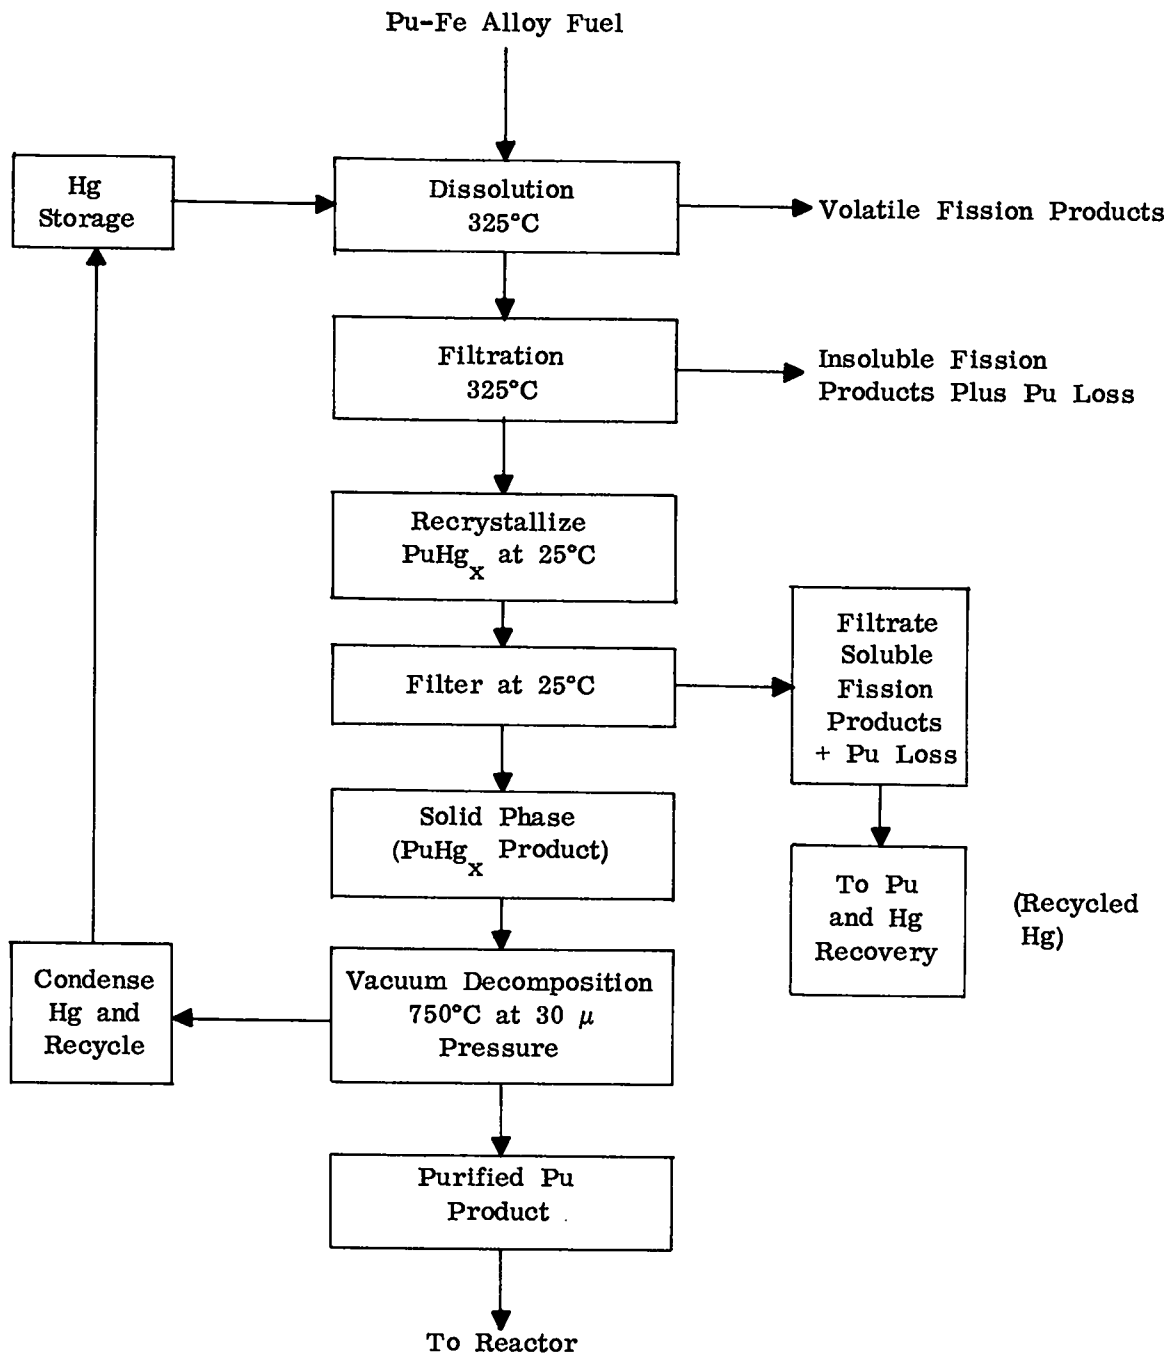 Pu-Fe Alloy Fuel
Hg
Storage
Dissolution
325°C
Volatile Fission Products
Filtration
325°C
Insoluble Fission
Products Plus Pu Loss
Recrystallize
PuHgx at 25°C
Filter at 25°C
Filtrate
Soluble
Fission
Products
+ Pu Loss
Solid Phase
(PuHgx Product)
To Pu
and Hg
Recovery
(Recycled
Hg)
Condense
Hg and
Recycle
Vacuum Decomposition
750°C at 30 μ
Pressure
Purified Pu
Product
To Reactor